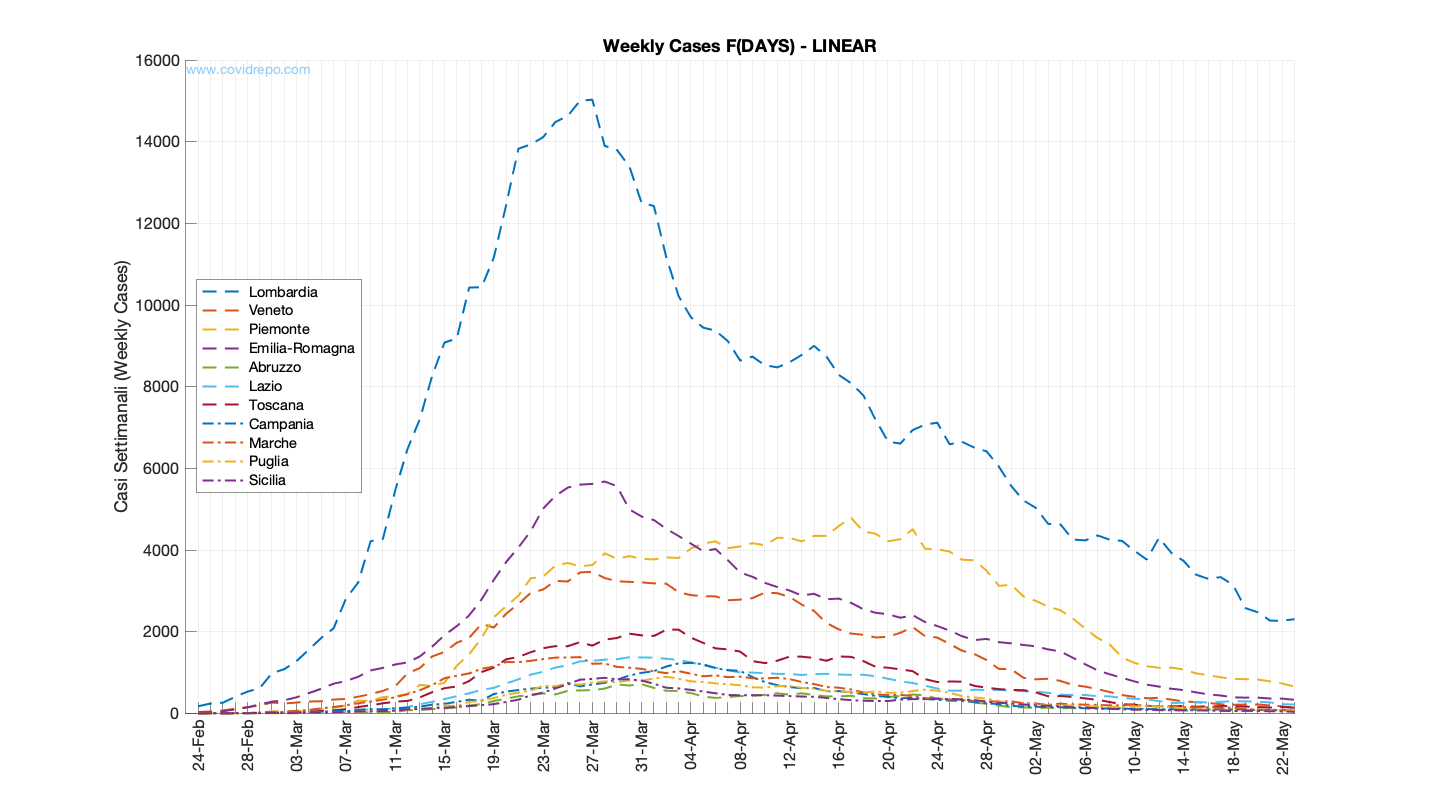 Weekly Cases F(DAYS) - LINEAR
www.covidrepo.com
Casi Settimanali (Weekly Cases)
16000
14000
12000
10000
8000
6000
4000
2000
0
Lombardia
Veneto
Piemonte
Emilia-Romagna
Abruzzo
Lazio
Toscana
Campania
Marche
Puglia
Sicilia
24-Feb
28-Feb
03-Mar
07-Mar
11-Mar
15-Mar
19-Mar
23-Mar
27-Mar
31-Mar
04-Apr
08-Apr
12-Apr
16-Apr
20-Apr
24-Apr
28-Apr
02-May
06-May
10-May
14-May
18-May
22-May